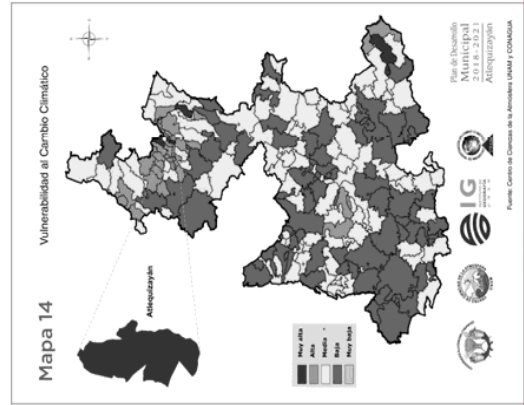 Mapa 14
Vulnerabilidad al Cambio Climático
Atlequizayán
Muy alta
Alta
Media
Baja
Muy baja
IG
Plan de Desarrollo
Municipal
2018-2021
Atlequizayán
Fuente: Centro de Ciencias de la Atmósfera UNAM y CONAGUA